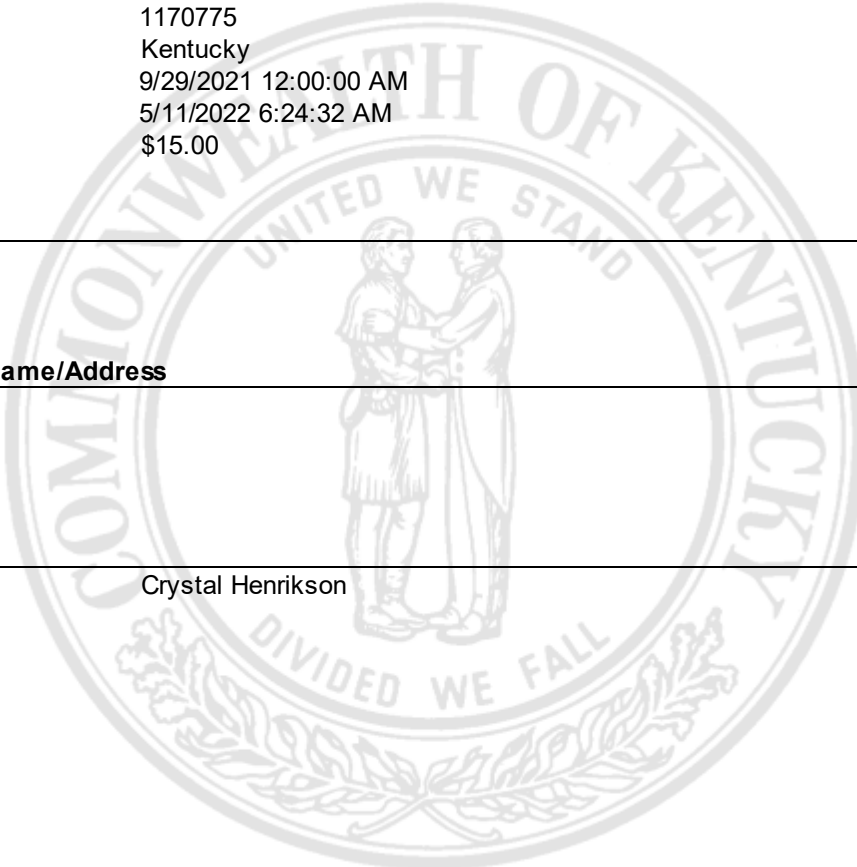 1170775
Kentucky
9/29/2021 12:00:00 AM
5/11/2022 6:24:32 AM
$15.00
COMMONWEALTH OF KENTUCKY
UNITED WE STAND
ame/Address
Crystal Henrikson
DIVIDED WE FALL